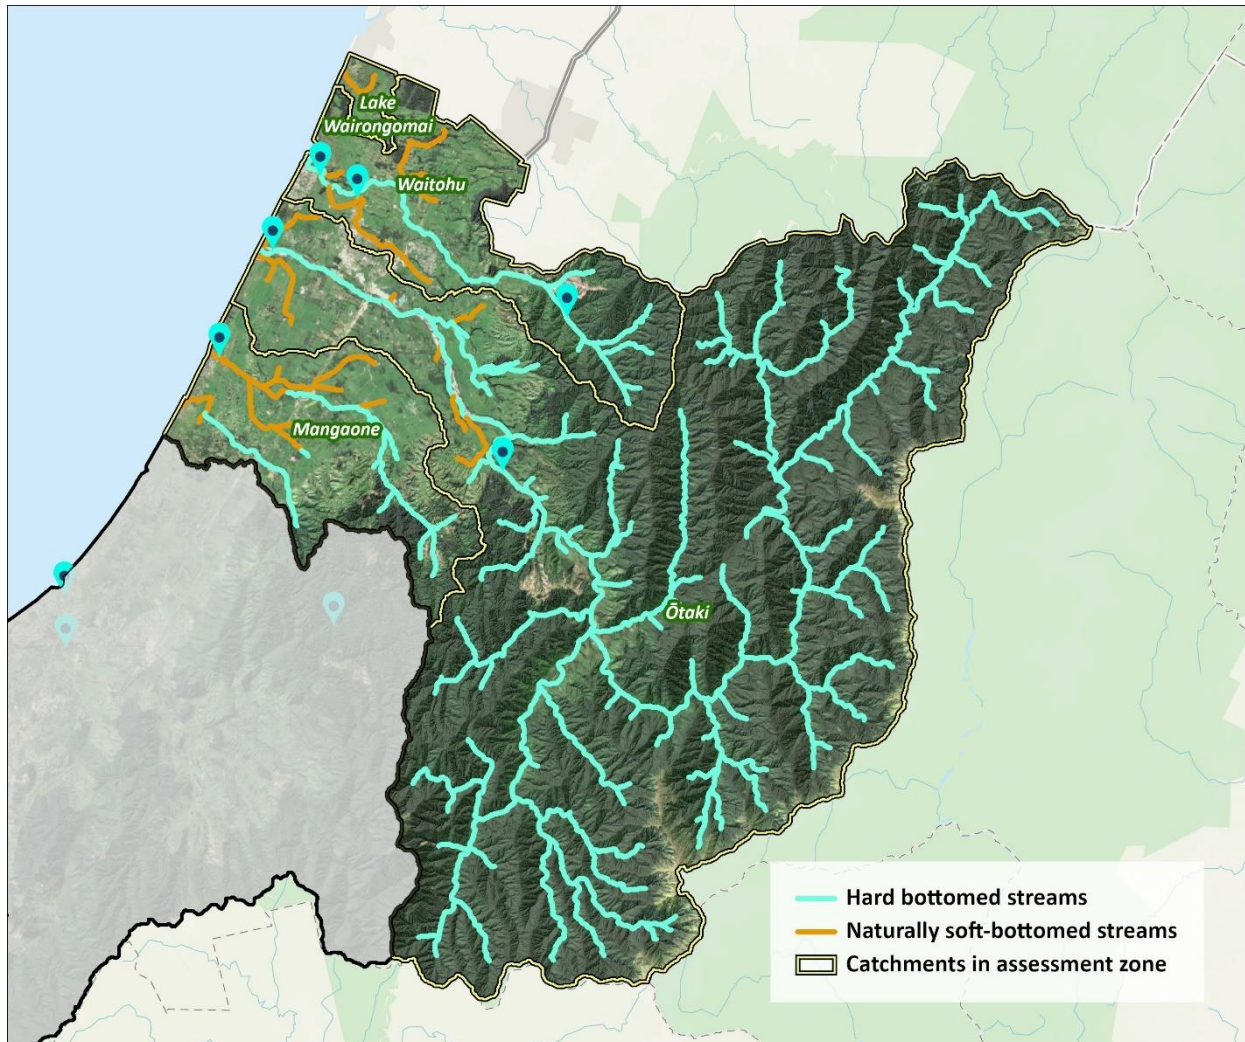 Lake
Wairongomai
Waitohu
Mangaone
Ōtaki
Hard bottomed streams
Naturally soft-bottomed streams
Catchments in assessment zone